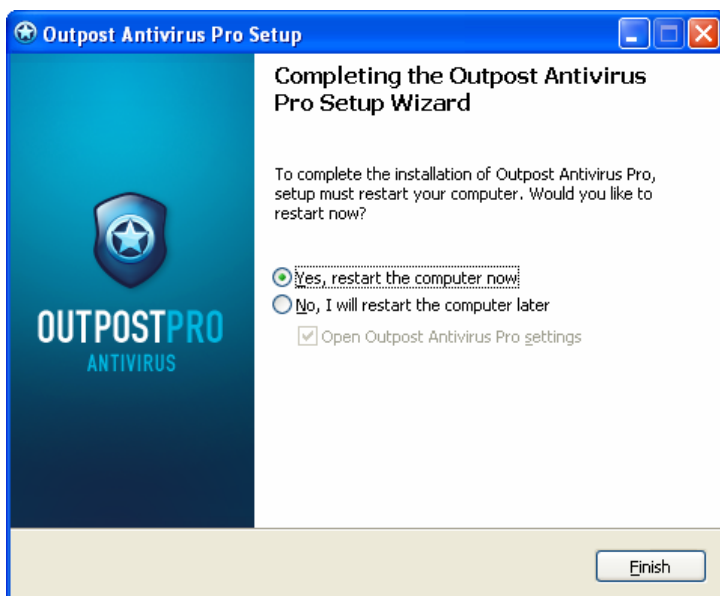 Outpost Antivirus Pro Setup
Completing the Outpost Antivirus
Pro Setup Wizard
To complete the installation of Outpost Antivirus Pro,
setup must restart your computer. Would you like to
restart now?
Yes, restart the computer now
No, I will restart the computer later
Open Outpost Antivirus Pro settings
OUTPOSTPRO
ANTIVIRUS
Finish